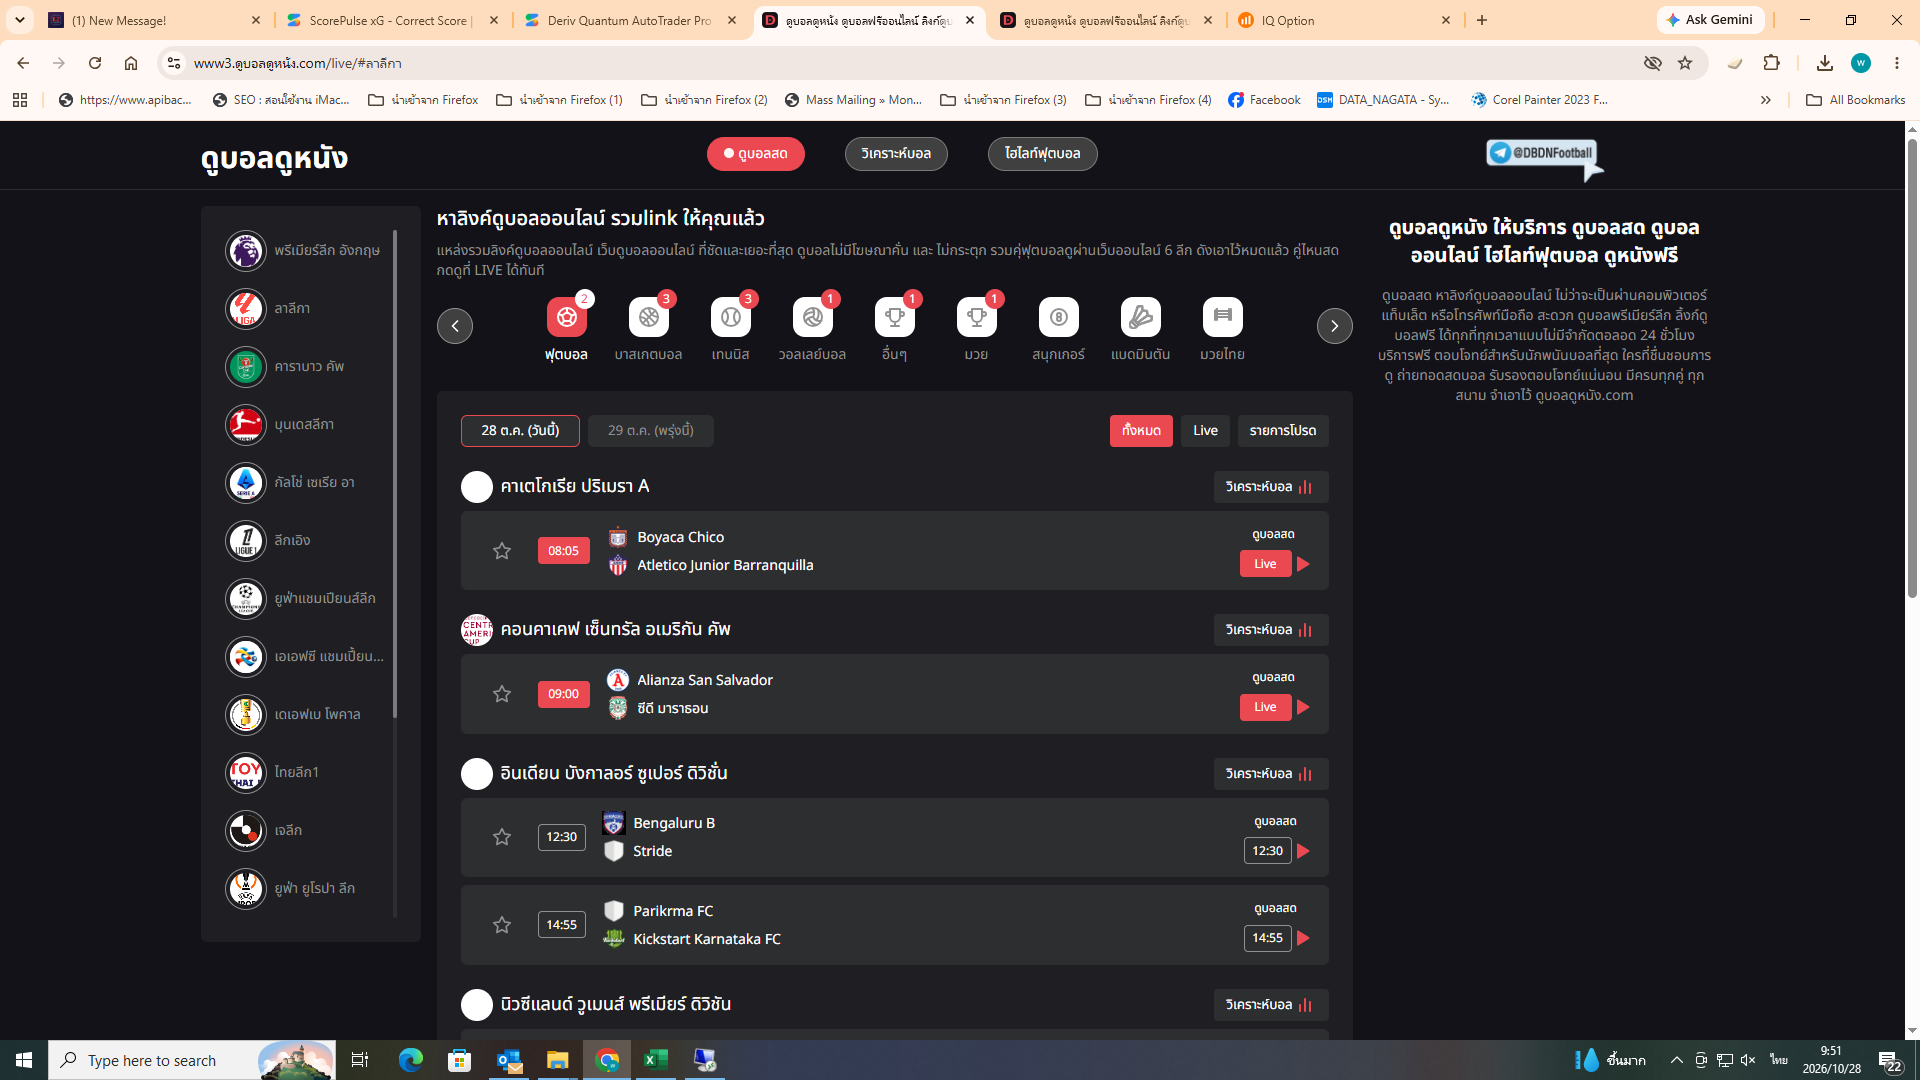 (1) New Message!
ScorePulse xG - Correct Score |
Deriv Quantum AutoTrader Pro
ดูบอลดูหนัง ดูบอลฟรีออนไลน์ ลิงก์ดูบ
ดูบอลดูหนัง ดูบอลฟรีออนไลน์ ลิงก์ดูบ
IQ Option
Ask Gemini
www3.ดูบอลดูหนัง.com/live/#ลาลีกา
W
https://www.apibac...
SEO : สอนใช้งาน iMac...
นำเข้าจาก Firefox
นำเข้าจาก Firefox (1)
นำเข้าจาก Firefox (2)
Mass Mailing » Mon...
นำเข้าจาก Firefox (3)
นำเข้าจาก Firefox (4)
Facebook
DSM
DATA_NAGATA - Sy...
Corel Painter 2023 F...
All Bookmarks
ดูบอลดูหนัง
ดูบอลสด
วิเคราะห์บอล
ไฮไลท์ฟุตบอล
@DBDNFootball
พรีเมียร์ลีก อังกฤษ
ลาลีกา
คาราบาว คัพ
บุนเดสลีกา
กัลโช่ เซเรีย อา
ลีกเอิง
ยูฟ่าแชมเปียนส์ลีก
เอเอฟซี แชมเปี้ยน...
เดเอฟเบ โพคาล
ไทยลีก1
เจลีก
ยูฟ่า ยูโรปา ลีก
หาลิงค์ดูบอลออนไลน์ รวมlink ให้คุณแล้ว
แหล่งรวมลิงค์ดูบอลออนไลน์ เว็บดูบอลออนไลน์ ที่ชัดและเยอะที่สุด ดูบอลไม่มีโฆษณาคั่น และ ไม่กระตุก รวมคู่ฟุตบอลดูผ่านเว็บออนไลน์ 6 ลีก ดังเอาไว้หมดแล้ว คู่ไหนสด
กดดูที่ LIVE ได้ทันที
2
3
3
1
1
1
ฟุตบอล
บาสเกตบอล
เทนนิส
วอลเลย์บอล
อื่นๆ
มวย
สนุกเกอร์
แบดมินตัน
มวยไทย
28 ต.ค. (วันนี้)
29 ต.ค. (พรุ่งนี้)
ทั้งหมด
Live
รายการโปรด
คาเตโกเรีย ปริเมรา A
วิเคราะห์บอล
08:05
Boyaca Chico
Atletico Junior Barranquilla
ดูบอลสด
Live
คอนคาเคฟ เซ็นทรัล อเมริกัน คัพ
วิเคราะห์บอล
09:00
Alianza San Salvador
ซีดี มาราธอน
ดูบอลสด
Live
อินเดียน บังกาลอร์ ซูเปอร์ ดิวิชั่น
วิเคราะห์บอล
12:30
Bengaluru B
Stride
ดูบอลสด
12:30
14:55
Parikrma FC
Kickstart Karnataka FC
ดูบอลสด
14:55
นิวซีแลนด์ วูเมนส์ พรีเมียร์ ดิวิชัน
วิเคราะห์บอล
ดูบอลดูหนัง ให้บริการ ดูบอลสด ดูบอล
ออนไลน์ ไฮไลท์ฟุตบอล ดูหนังฟรี
ดูบอลสด หาลิงก์ดูบอลออนไลน์ ไม่ว่าจะเป็นผ่านคอมพิวเตอร์
แท็บเล็ต หรือโทรศัพท์มือถือ สะดวก ดูบอลพรีเมียร์ลีก ลิ้งก์ดู
บอลฟรี ได้ทุกที่ทุกเวลาแบบไม่มีจำกัดตอลอด 24 ชั่วโมง
บริการฟรี ตอบโจทย์สำหรับนักพนันบอลที่สุด ใครที่ชื่นชอบการ
ดู ถ่ายทอดสดบอล รับรองตอบโจทย์แน่นอน มีครบทุกคู่ ทุก
สนาม จำเอาไว้ ดูบอลดูหนัง.com
Type here to search
ขึ้นมาก
ไทย
9:51
2026/10/28
22